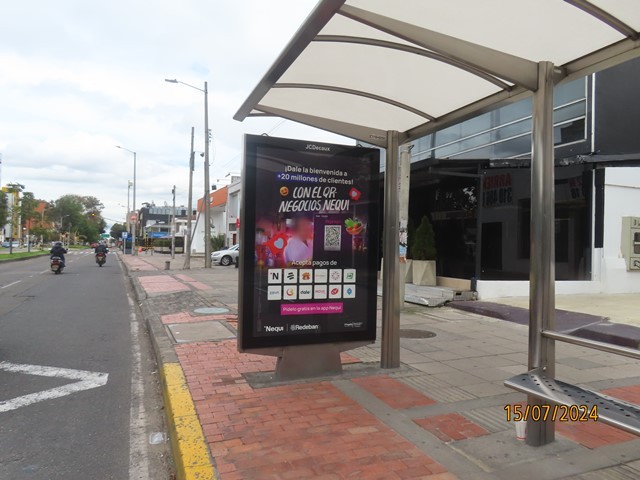 JCDecaux
¡Dale la bienvenida a
+20 millones de clientes!
CON EL QR
NEGOCIOS NEQUI
Acepta pagos de
Pídelo gratis en la app Nequi
Nequi
Redeban
15/07/2024